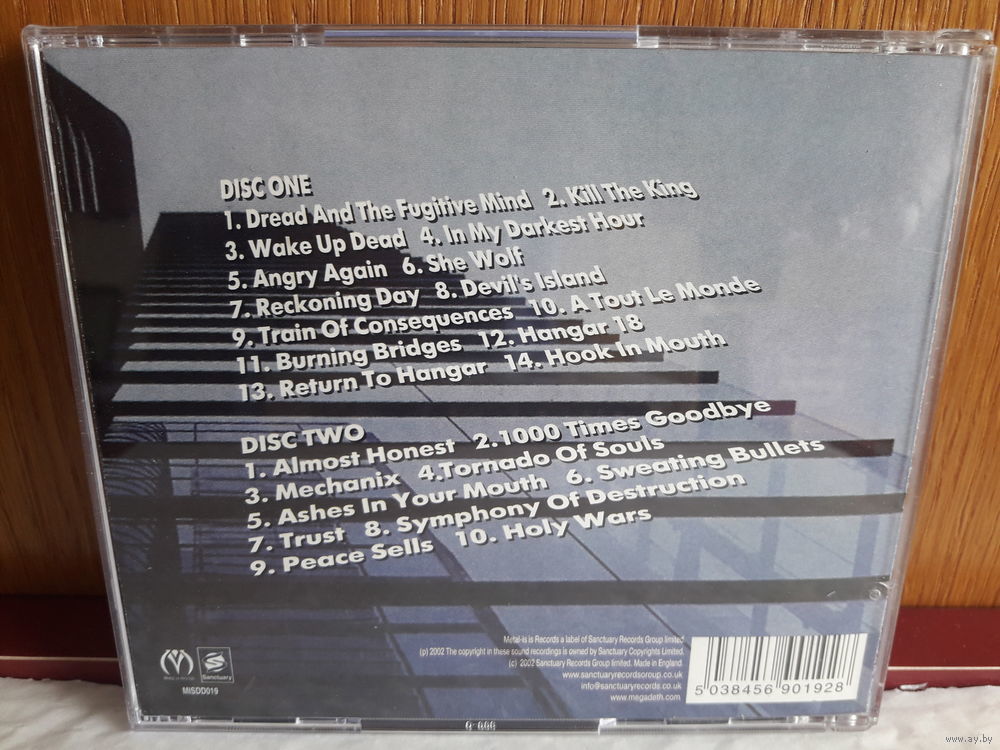 DISC ONE
1. Dread And The Fugitive Mind 2. Kill The King
3. Wake Up Dead 4. In My Darkest Hour
5. Angry Again 6. She Wolf
7. Reckoning Day 8. Devil's Island
9. Train Of Consequences 10. A Tout Le Monde
11. Burning Bridges 12. Hangar 18
13. Return To Hangar 14. Hook In Mouth
DISC TWO
1. Almost Honest 2.1000 Times Goodbye
3. Mechanix 4.Tornado Of Souls
5. Ashes In Your Mouth 6. Sweating Bullets
7. Trust 8. Symphony Of Destruction
9. Peace Sells 10. Holy Wars
Metal-is is Records a label of Sanctuary Records Group limited
(p) 2002 The copyright in these sound recordings is owned by Sanctuary Copyrights Limited.
(c) 2002 Sanctuary Records Group limited. Made in England.
www.sanctuaryrecordsgroup.co.uk
info@sanctuaryrecords.co.uk
www.megadeth.com
Sanctuary
MISDD019
5 038456 901928
www.ay.by